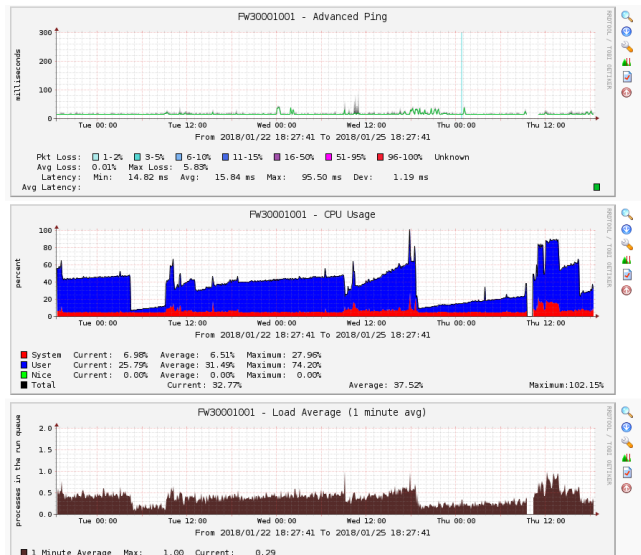 FW30001001 - Advanced Ping
RRDTOOL / TOBI OETIKER
milliseconds
300
200
100
0
Tue 00:00 Tue 12:00 Wed 00:00 Wed 12:00 Thu 00:00 Thu 12:00
From 2018/01/22 18:27:41 To 2018/01/25 18:27:41
Pkt Loss: 1-2% 3-5% 6-10% 11-15% 16-50% 51-95% 96-100% Unknown
Avg Loss: 0.01% Max Loss: 5.83%
Latency: Min: 14.82 ms Avg: 15.84 ms Max: 95.50 ms Dev: 1.19 ms
Avg Latency:
FW30001001 - CPU Usage
RRDTOOL / TOBI OETIKER
percent
100
80
60
40
20
0
Tue 00:00 Tue 12:00 Wed 00:00 Wed 12:00 Thu 00:00 Thu 12:00
From 2018/01/22 18:27:41 To 2018/01/25 18:27:41
System Current: 6.98% Average: 6.51% Maximum: 27.96%
User Current: 25.79% Average: 31.49% Maximum: 74.20%
Nice Current: 0.00% Average: 0.00% Maximum: 0.00%
Total Current: 32.77% Average: 37.52% Maximum:102.15%
FW30001001 - Load Average (1 minute avg)
RRDTOOL / TOBI OETIKER
processes in the run queue
2.0
1.5
1.0
0.5
0.0
Tue 00:00 Tue 12:00 Wed 00:00 Wed 12:00 Thu 00:00 Thu 12:00
From 2018/01/22 18:27:41 To 2018/01/25 18:27:41
1 Minute Average Max: 1.00 Current: 0.29